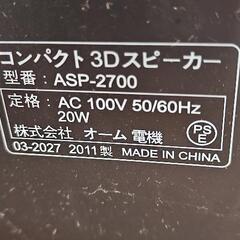 コンパクト3Dスピーカー
型番：ASP-2700
定格：AC 100V 50/60Hz
20W
株式会社 オーム電機
PS
E
03-2027 2011製 MADE IN CHINA